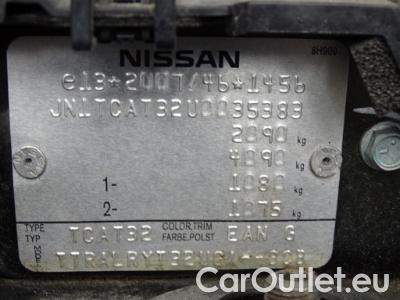 NISSAN
8H900
e13*2007/46*1456
JN1TCAT32U0035383
2090 kg
4090 kg
1- 1080 kg
2- 1075 kg
TYPE TCAT32 COLOR,TRIM EAN G
TYP FARBE.POLST
CarOutlet.eu